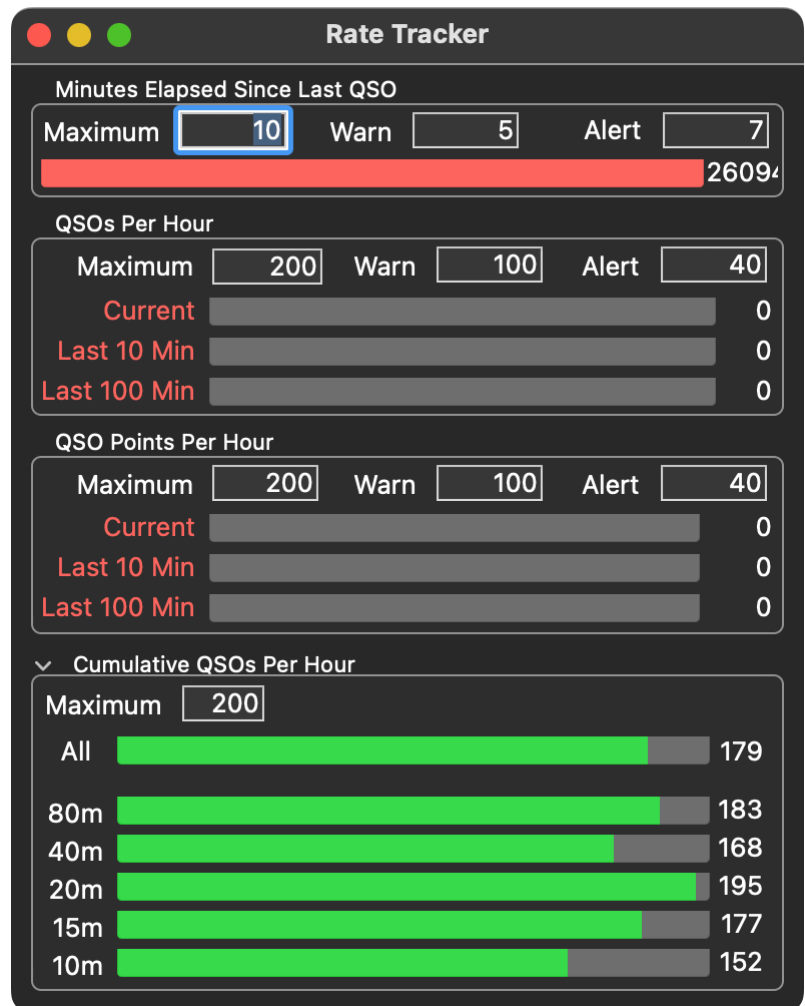 Rate Tracker
Minutes Elapsed Since Last QSO
Maximum 10 Warn 5 Alert 7
26094
QSOs Per Hour
Maximum 200 Warn 100 Alert 40
Current 0
Last 10 Min 0
Last 100 Min 0
QSO Points Per Hour
Maximum 200 Warn 100 Alert 40
Current 0
Last 10 Min 0
Last 100 Min 0
Cumulative QSOs Per Hour
Maximum 200
All 179
80m 183
40m 168
20m 195
15m 177
10m 152